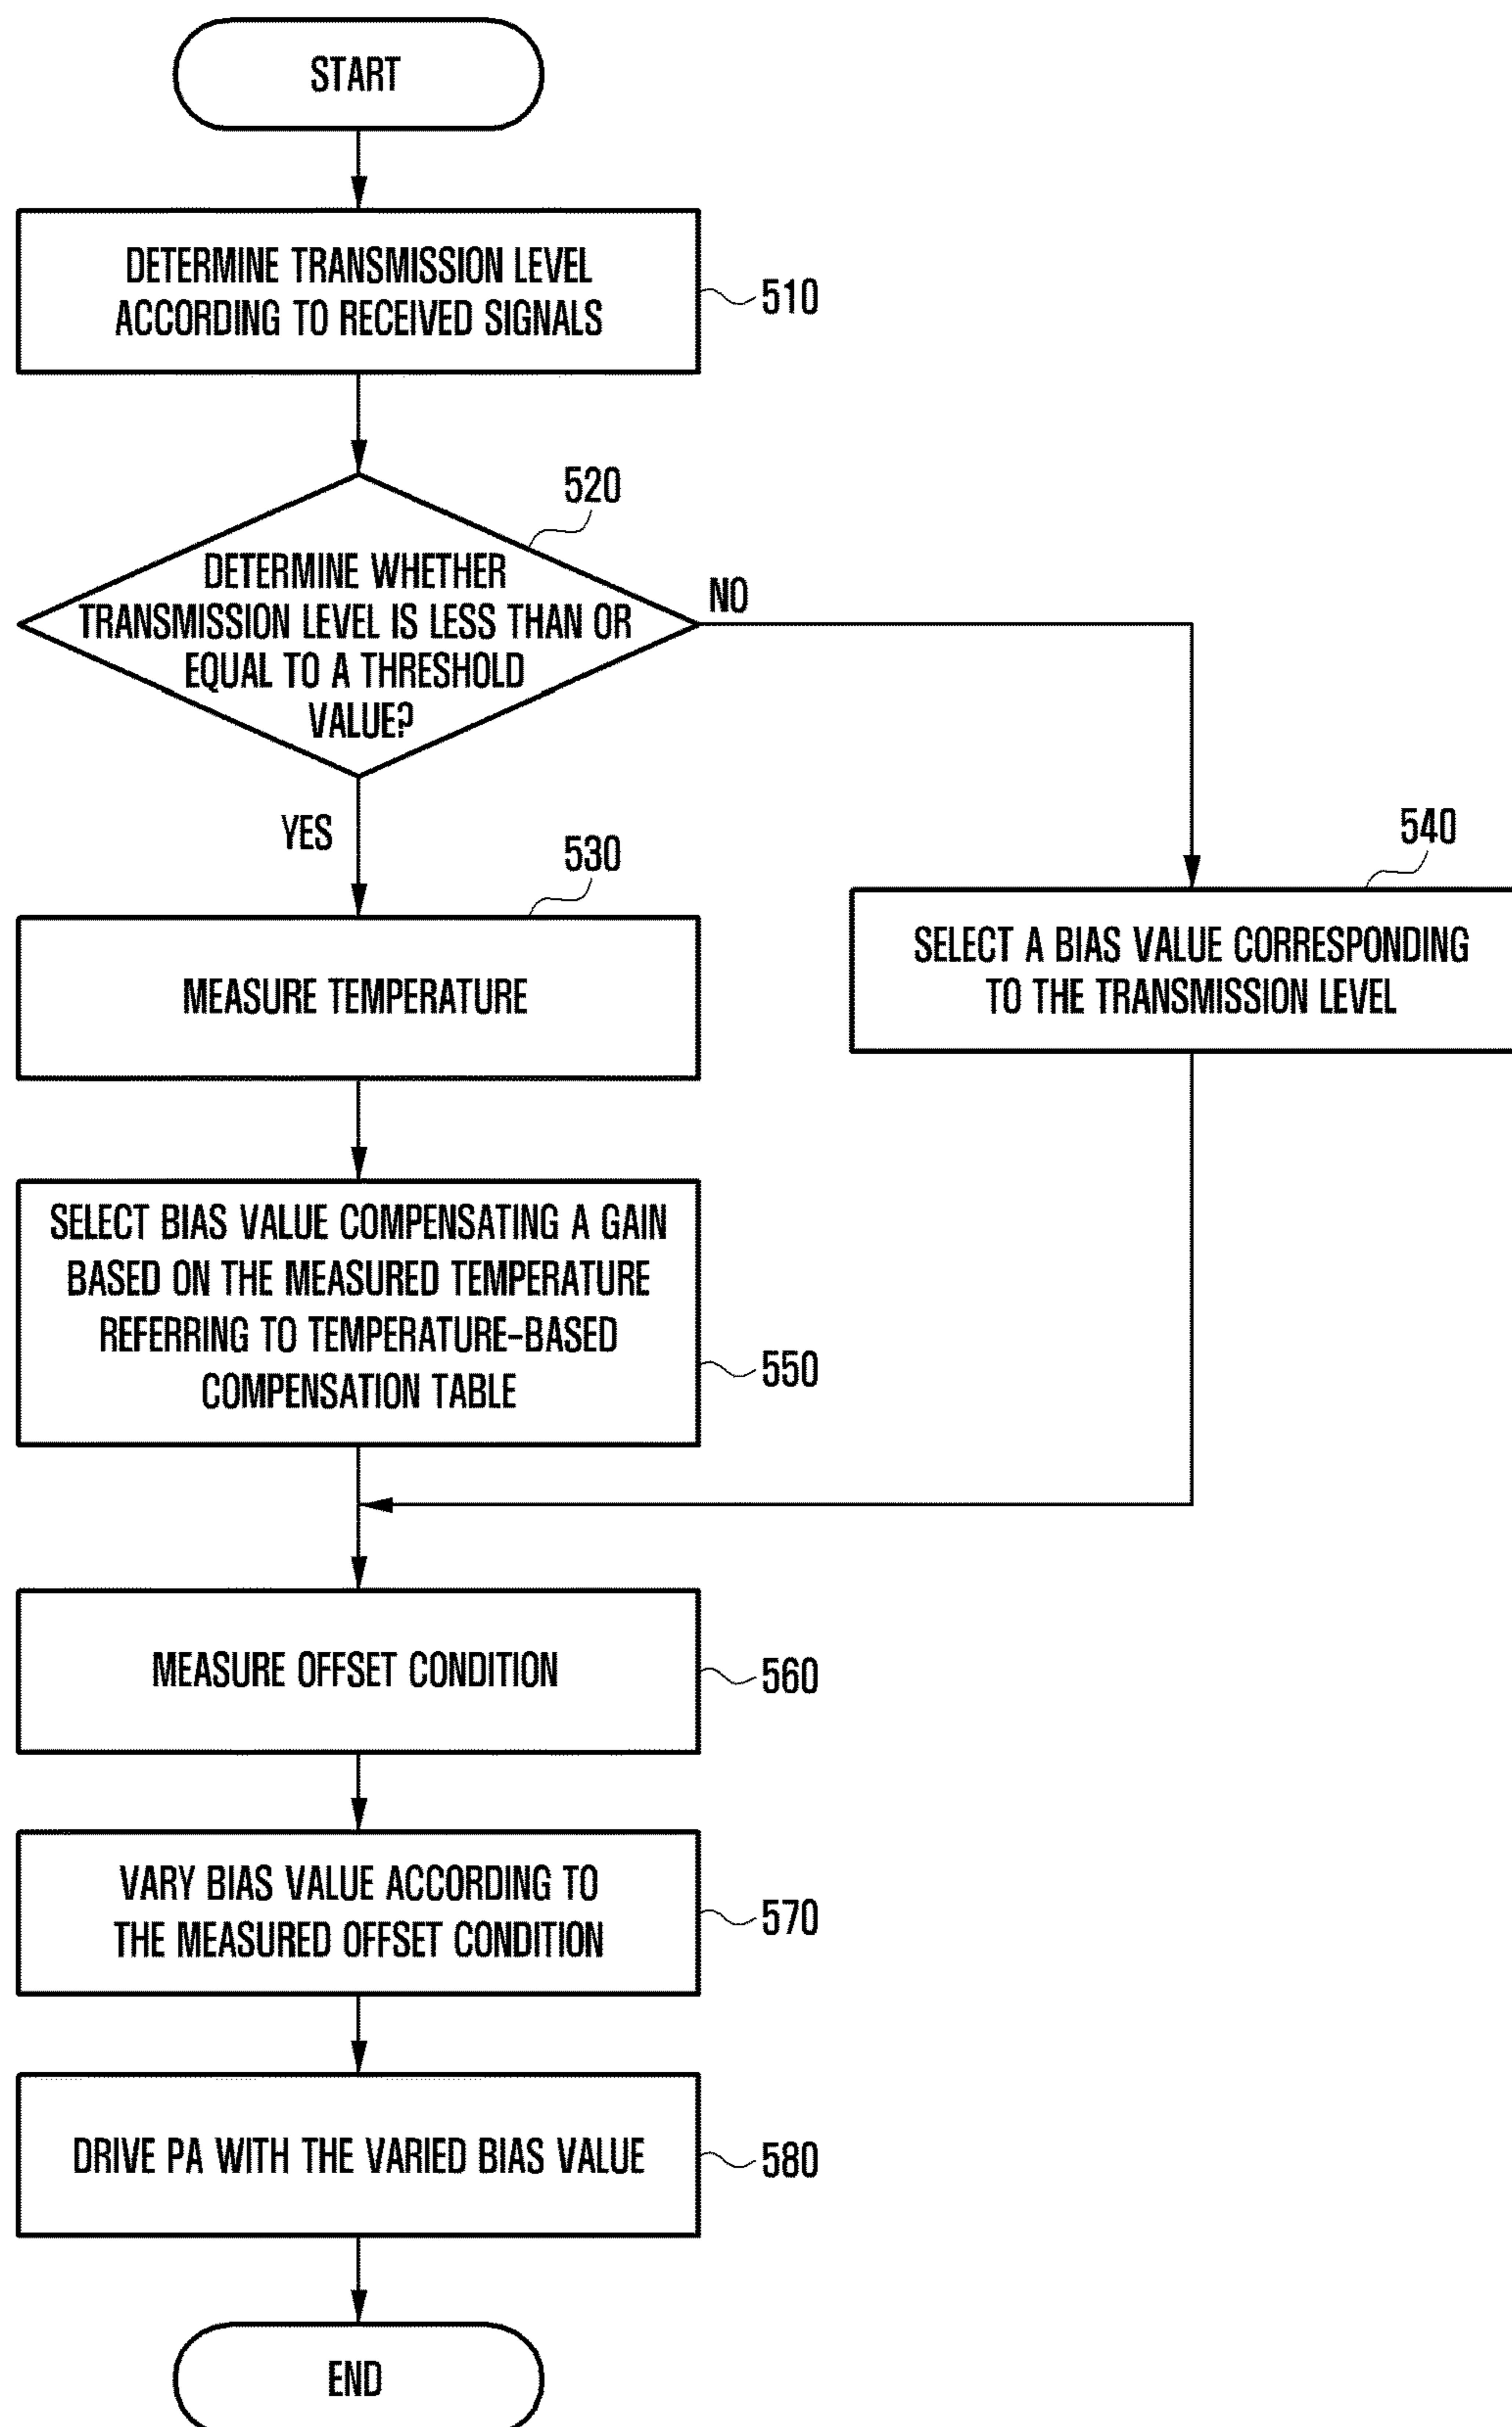 START
DETERMINE TRANSMISSION LEVEL
ACCORDING TO RECEIVED SIGNALS
510
520
DETERMINE WHETHER
TRANSMISSION LEVEL IS LESS THAN OR
EQUAL TO A THRESHOLD
VALUE?
NO
YES
530
MEASURE TEMPERATURE
540
SELECT A BIAS VALUE CORRESPONDING
TO THE TRANSMISSION LEVEL
SELECT BIAS VALUE COMPENSATING A GAIN
BASED ON THE MEASURED TEMPERATURE
REFERRING TO TEMPERATURE-BASED
COMPENSATION TABLE
550
MEASURE OFFSET CONDITION
560
VARY BIAS VALUE ACCORDING TO
THE MEASURED OFFSET CONDITION
570
DRIVE PA WITH THE VARIED BIAS VALUE
580
END